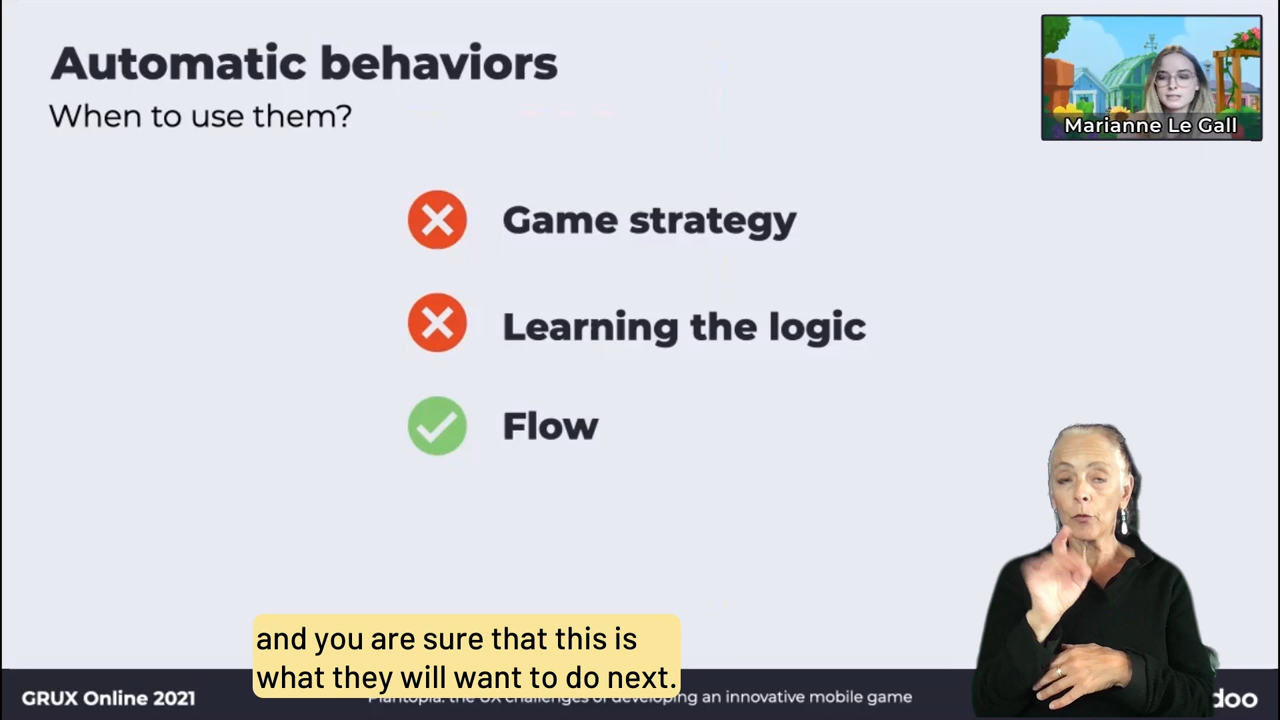 Automatic behaviors
When to use them?
Marianne Le Gall
Game strategy
Learning the logic
Flow
and you are sure that this is
what they will want to do next.
GRUX Online 2021
Plantopia: the UX challenges of developing an innovative mobile game
doo